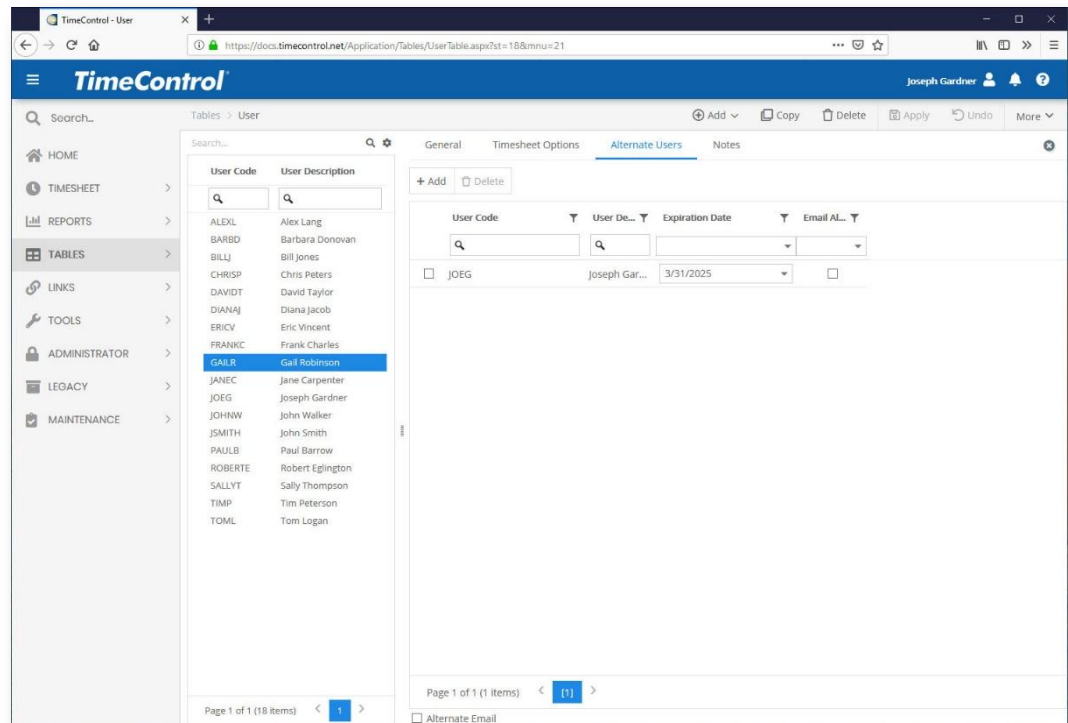 TimeControl - User
https://docs.timecontrol.net/Application/Tables/UserTable.aspx?st=18&mnu=21
TimeControl
Joseph Gardner
Search...
Tables > User
Add
Copy
Delete
Apply
Undo
More
HOME
TIMESHEET
REPORTS
TABLES
LINKS
TOOLS
ADMINISTRATOR
LEGACY
MAINTENANCE
Search...
User Code User Description
ALEXL Alex Lang
BARBD Barbara Donovan
BILLJ Bill Jones
CHRISP Chris Peters
DAVIDT David Taylor
DIANAJ Diana Jacob
ERICV Eric Vincent
FRANKC Frank Charles
GAILR Gail Robinson
JANEC Jane Carpenter
JOEG Joseph Gardner
JOHNW John Walker
JSMITH John Smith
PAULB Paul Barrow
ROBERTE Robert Eglington
SALLYT Sally Thompson
TIMP Tim Peterson
TOML Tom Logan
Page 1 of 1 (18 items) 1
General Timesheet Options Alternate Users Notes
+ Add Delete
User Code User De... Expiration Date Email Al...
JOEG Joseph Gar... 3/31/2025
Page 1 of 1 (1 items) [1]
Alternate Email